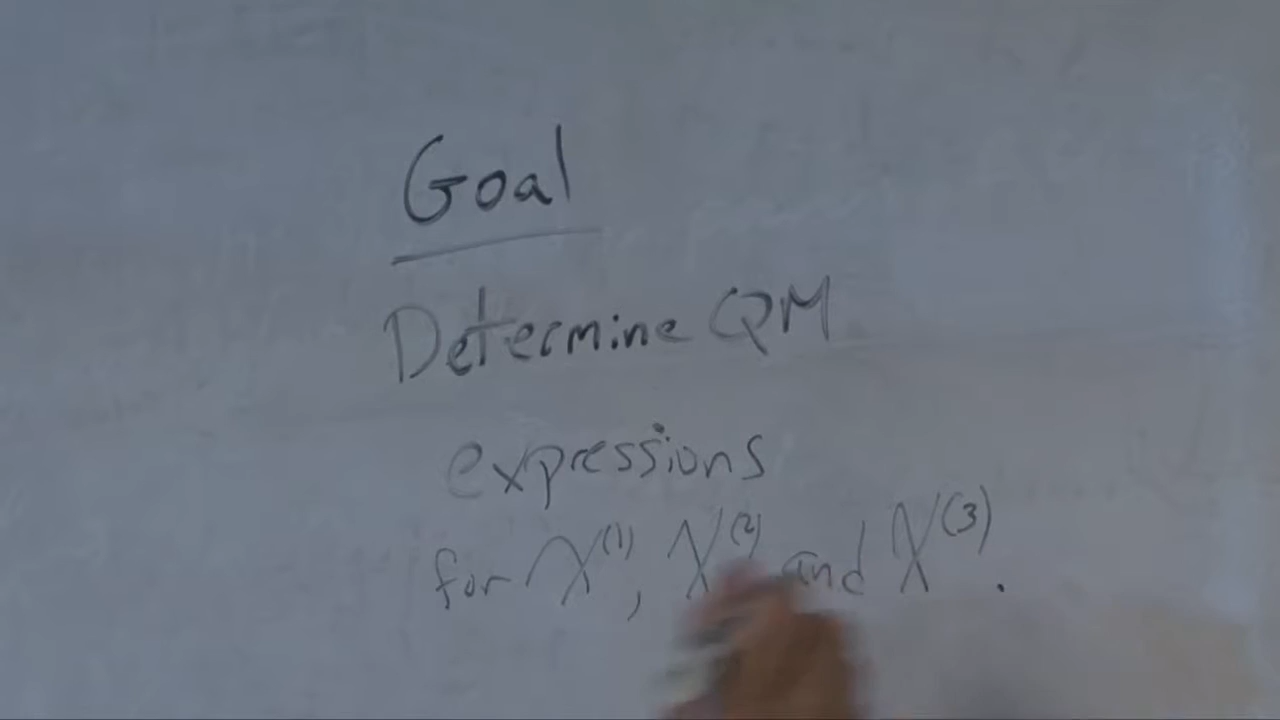 Goal
Determine QM
expressions
for χ⁽¹⁾, χ⁽²⁾ and χ⁽³⁾.